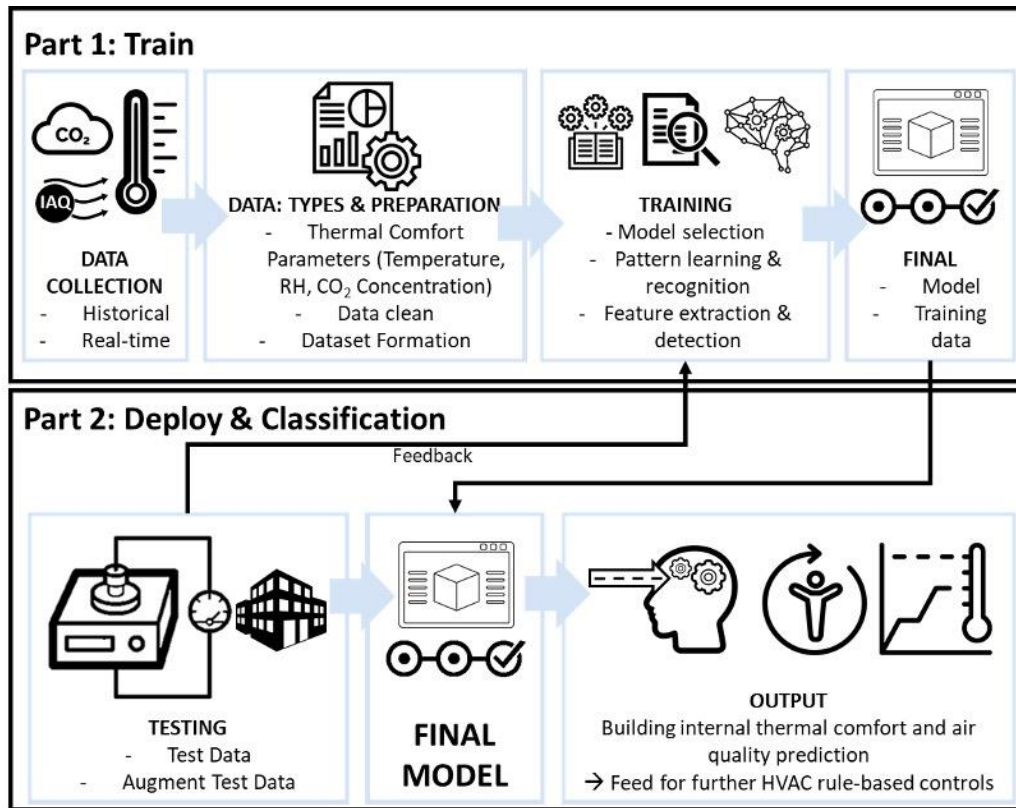 Part 1: Train
CO₂
IAQ
DATA
COLLECTION
- Historical
- Real-time
DATA: TYPES & PREPARATION
- Thermal Comfort
Parameters (Temperature,
RH, CO₂ Concentration)
- Data clean
- Dataset Formation
TRAINING
- Model selection
- Pattern learning &
recognition
- Feature extraction &
detection
FINAL
- Model
- Training
data
Part 2: Deploy & Classification
Feedback
TESTING
- Test Data
- Augment Test Data
FINAL
MODEL
OUTPUT
Building internal thermal comfort and air
quality prediction
→ Feed for further HVAC rule-based controls